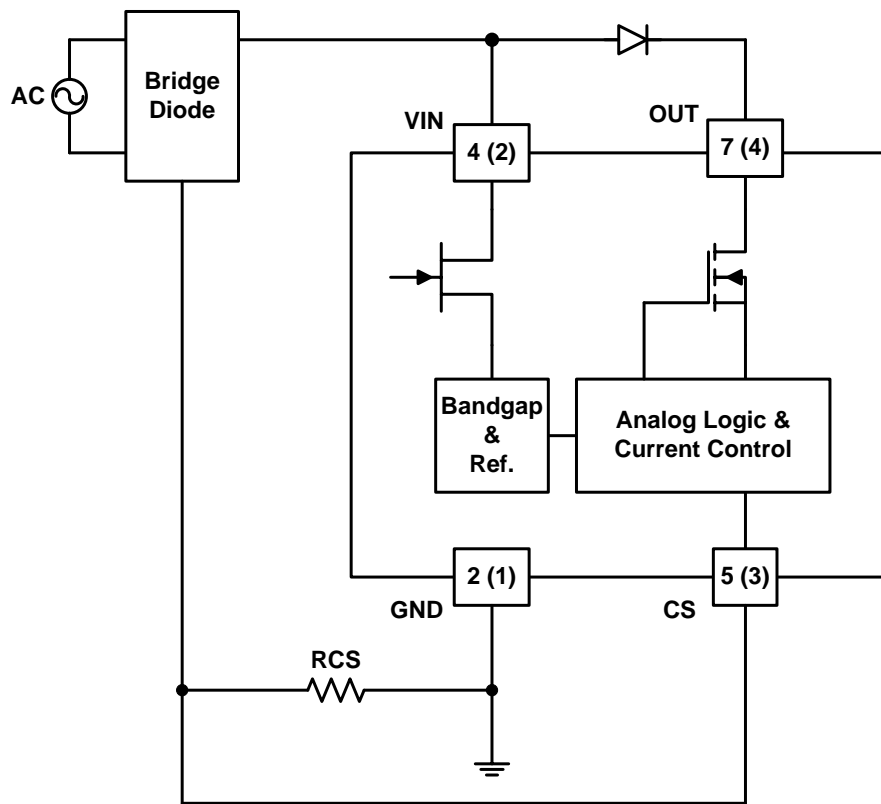 AC
Bridge
Diode
VIN
OUT
4 (2)
7 (4)
Bandgap
&
Ref.
Analog Logic &
Current Control
2 (1)
5 (3)
GND
CS
RCS